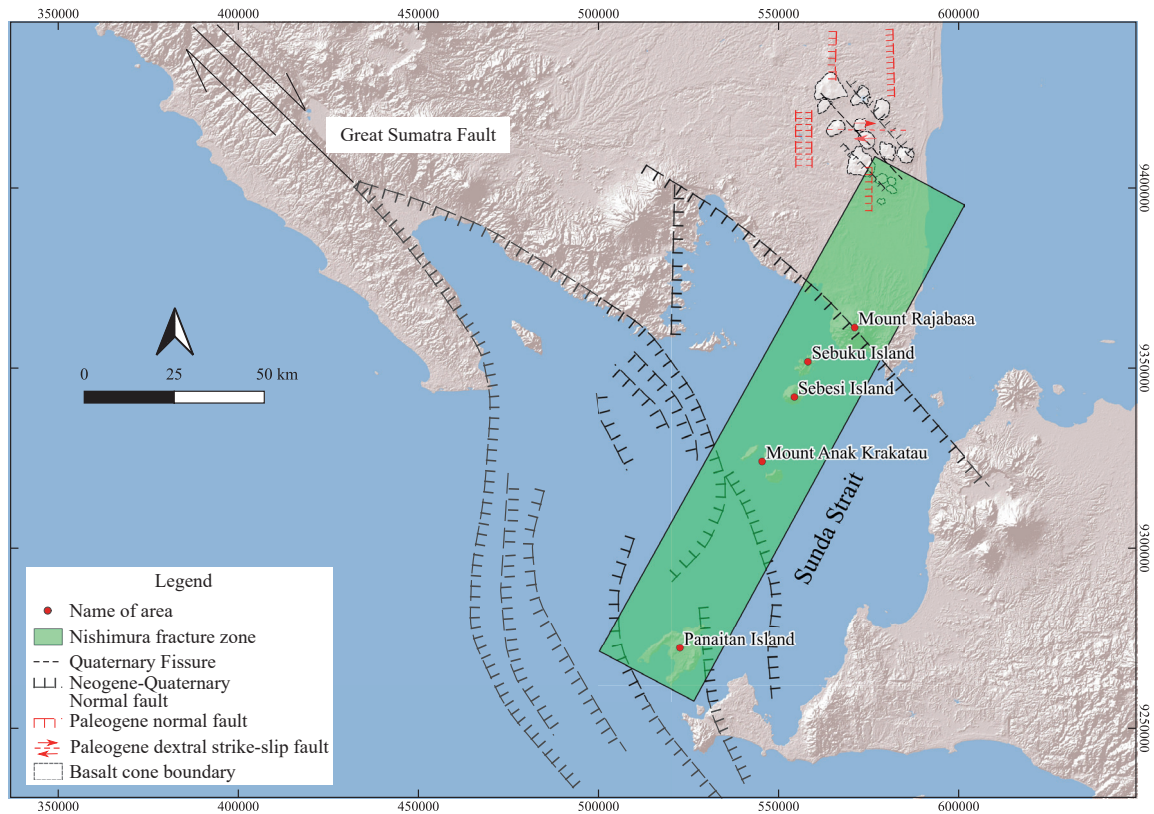 350000 400000 450000 500000 550000 600000
Great Sumatra Fault
9400000
Mount Rajabasa
Sebuku Island
9350000
0 25 50 km
Sebesi Island
Mount Anak Krakatau
Sunda Strait
9300000
Legend
Name of area
Nishimura fracture zone
Panaitan Island
Quaternary Fissure
Neogene-Quaternary
Normal fault
Paleogene normal fault
9250000
Paleogene dextral strike-slip fault
Basalt cone boundary
350000 400000 450000 500000 550000 600000